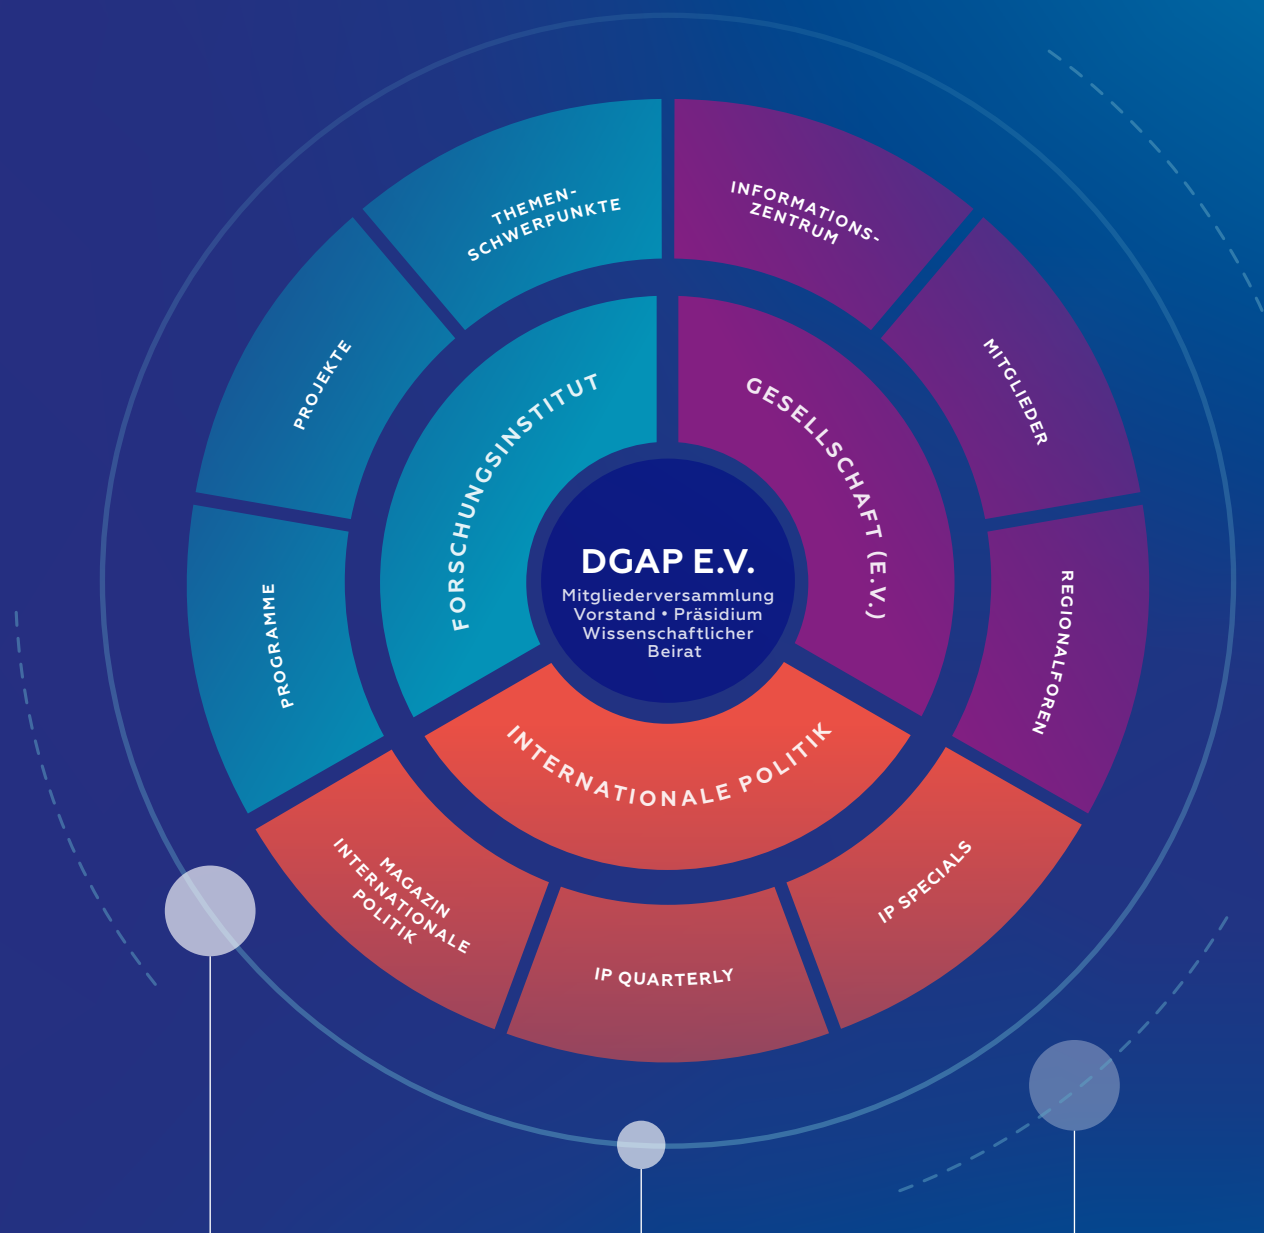 THEMEN-
SCHWERPUNKTE
INFORMATIONS-
ZENTRUM
PROJEKTE
MITGLIEDER
FORSCHUNGSINSTITUT
GESELLSCHAFT (E.V.)
DGAP E.V.
Mitgliederversammlung
Vorstand • Präsidium
Wissenschaftlicher
Beirat
PROGRAMME
REGIONALFOREN
INTERNATIONALE POLITIK
MAGAZIN
INTERNATIONALE
POLITIK
IP QUARTERLY
IP SPECIALS